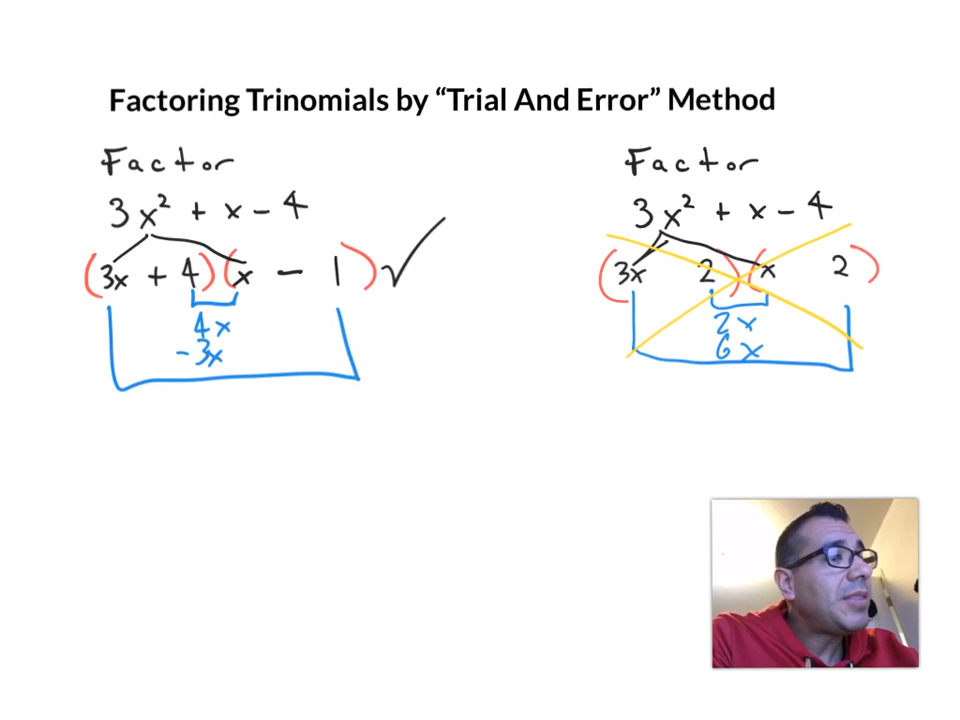 Factoring Trinomials by “Trial And Error” Method
Factor
3x² + x - 4
(3x + 4)(x - 1) ✓
4x
-3x
Factor
3x² + x - 4
(3x 2)(x 2)
2x
6x